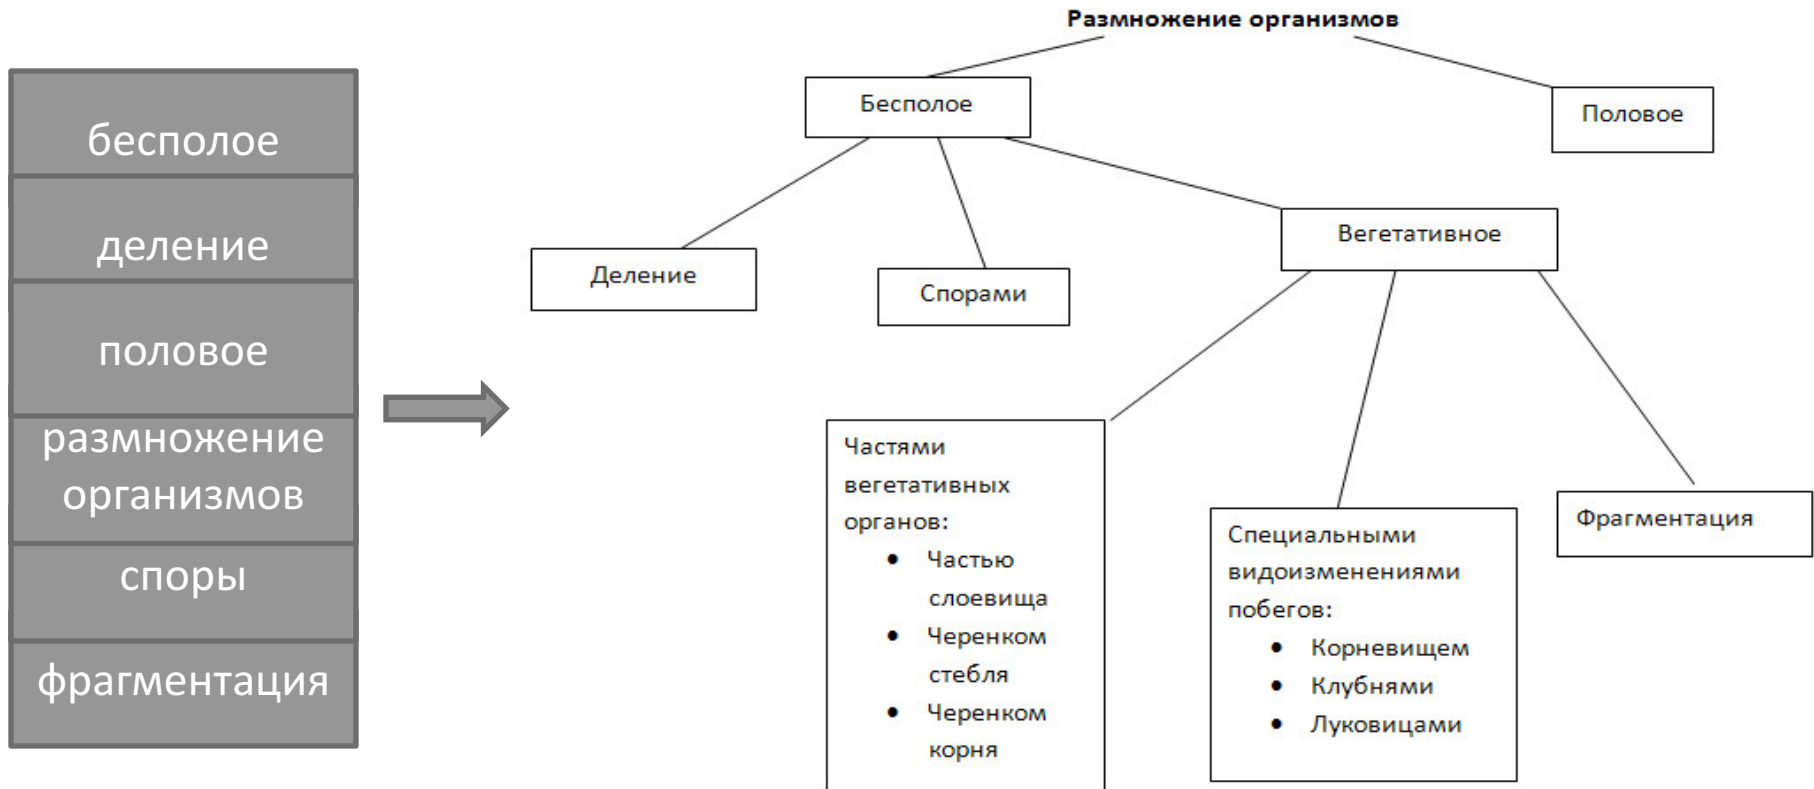 бесполое
деление
половое
размножение
организмов
споры
фрагментация
Размножение организмов
Бесполое
Половое
Деление
Спорами
Вегетативное
Частями
вегетативных
органов:
• Частью
слоевища
• Черенком
стебля
• Черенком
корня
Специальными
видоизменениями
побегов:
• Корневищем
• Клубнями
• Луковицами
Фрагментация